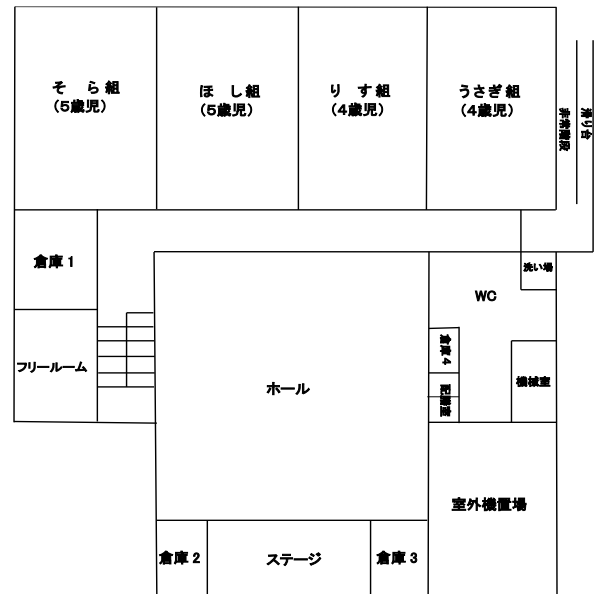 そら組
(5歳児)
ほし組
(5歳児)
りす組
(4歳児)
うさぎ組
(4歳児)
非常階段
滑り台
倉庫1
洗い場
WC
倉庫4
フリールーム
ホール
配膳室
機械室
室外機置場
倉庫2
ステージ
倉庫3